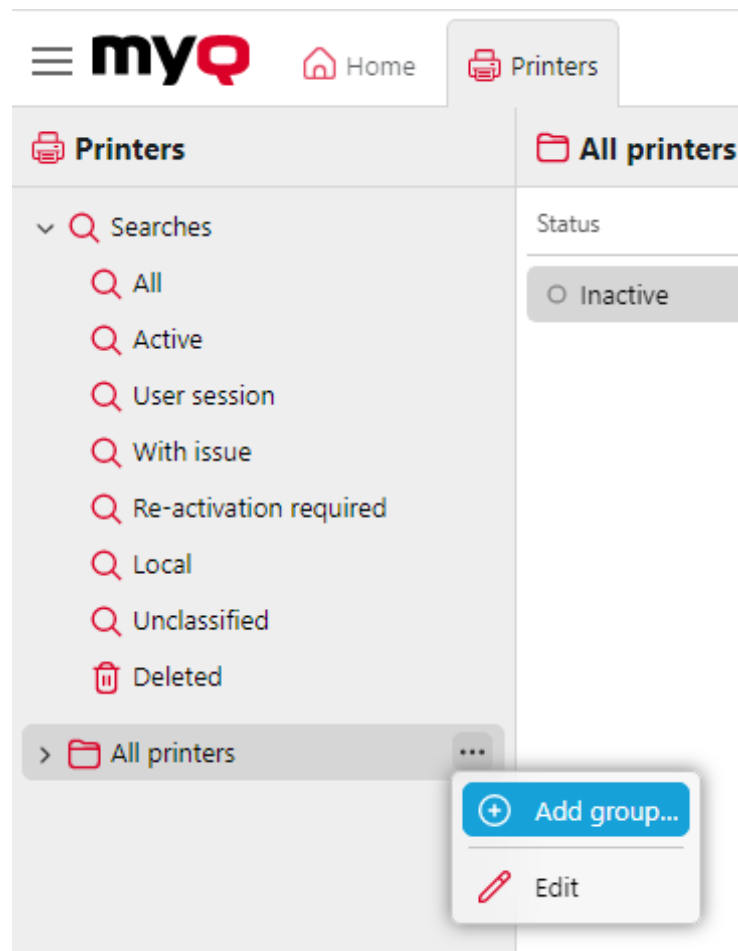 myQ
Home
Printers
Printers
All printers
Searches
All
Active
User session
With issue
Re-activation required
Local
Unclassified
Deleted
All printers
Status
Inactive
Add group...
Edit